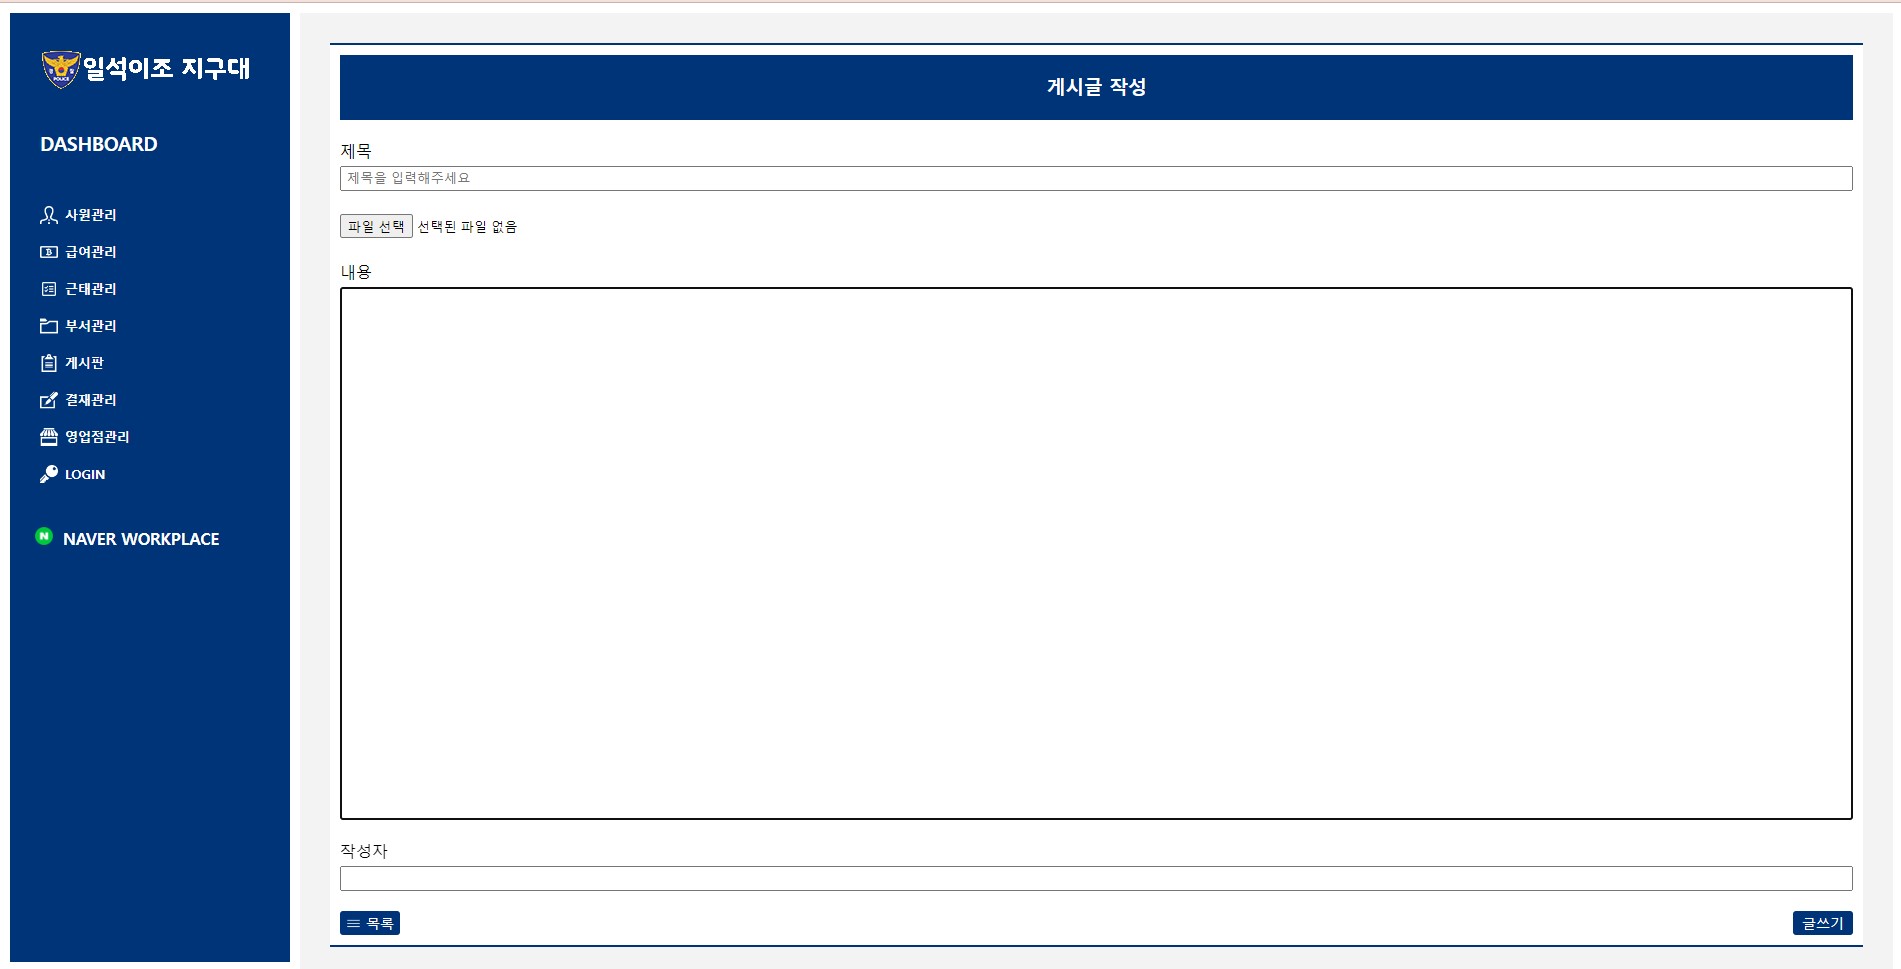 일석이조 지구대
DASHBOARD
사원관리
급여관리
근태관리
부서관리
게시판
결재관리
영업점관리
LOGIN
NAVER WORKPLACE
게시글 작성
제목
제목을 입력해주세요
파일 선택 선택된 파일 없음
내용
작성자
목록
글쓰기